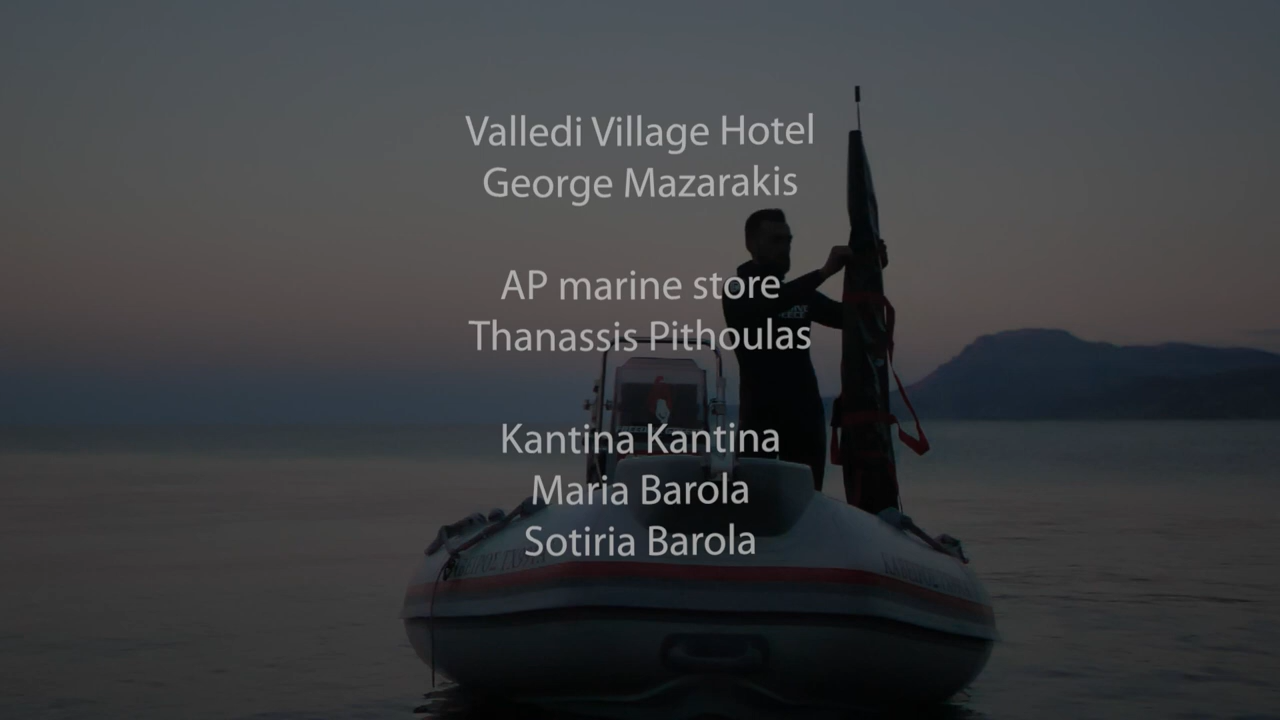 Valledi Village Hotel
George Mazarakis
AP marine store
Thanassis Pithoulas
Kantina Kantina
Maria Barola
Sotiria Barola